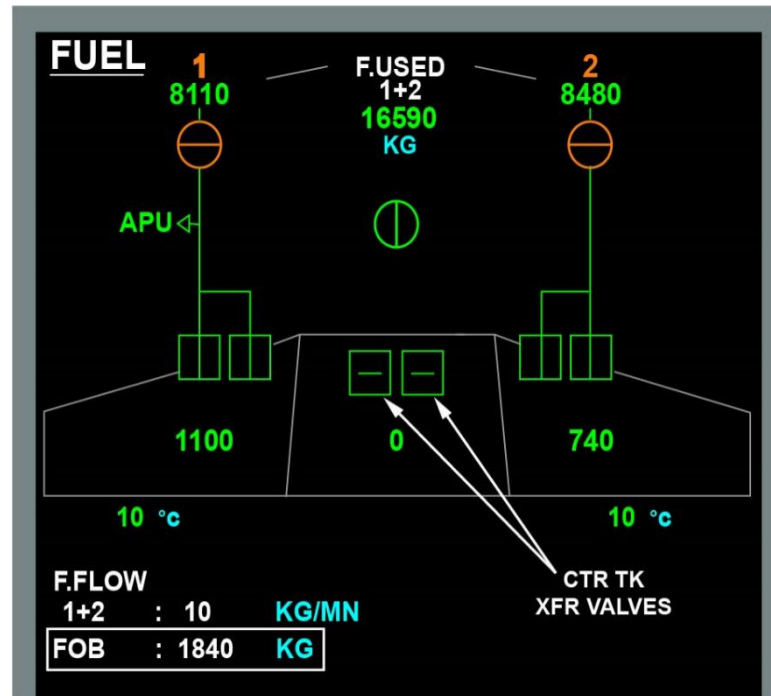 FUEL
1 F.USED 2
8110 1+2 8480
16590
KG
APU
1100 0 740
10 °c 10 °c
CTR TK
XFR VALVES
F.FLOW
1+2 : 10 KG/MN
FOB : 1840 KG